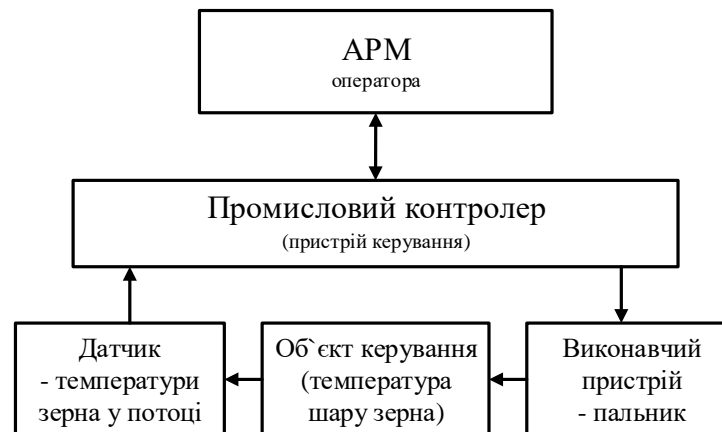 АРМ
оператора
Промисловий контролер
(пристрій керування)
Датчик
- температури
зерна у потоці
Об`єкт керування
(температура
шару зерна)
Виконавчий
пристрій
- пальник